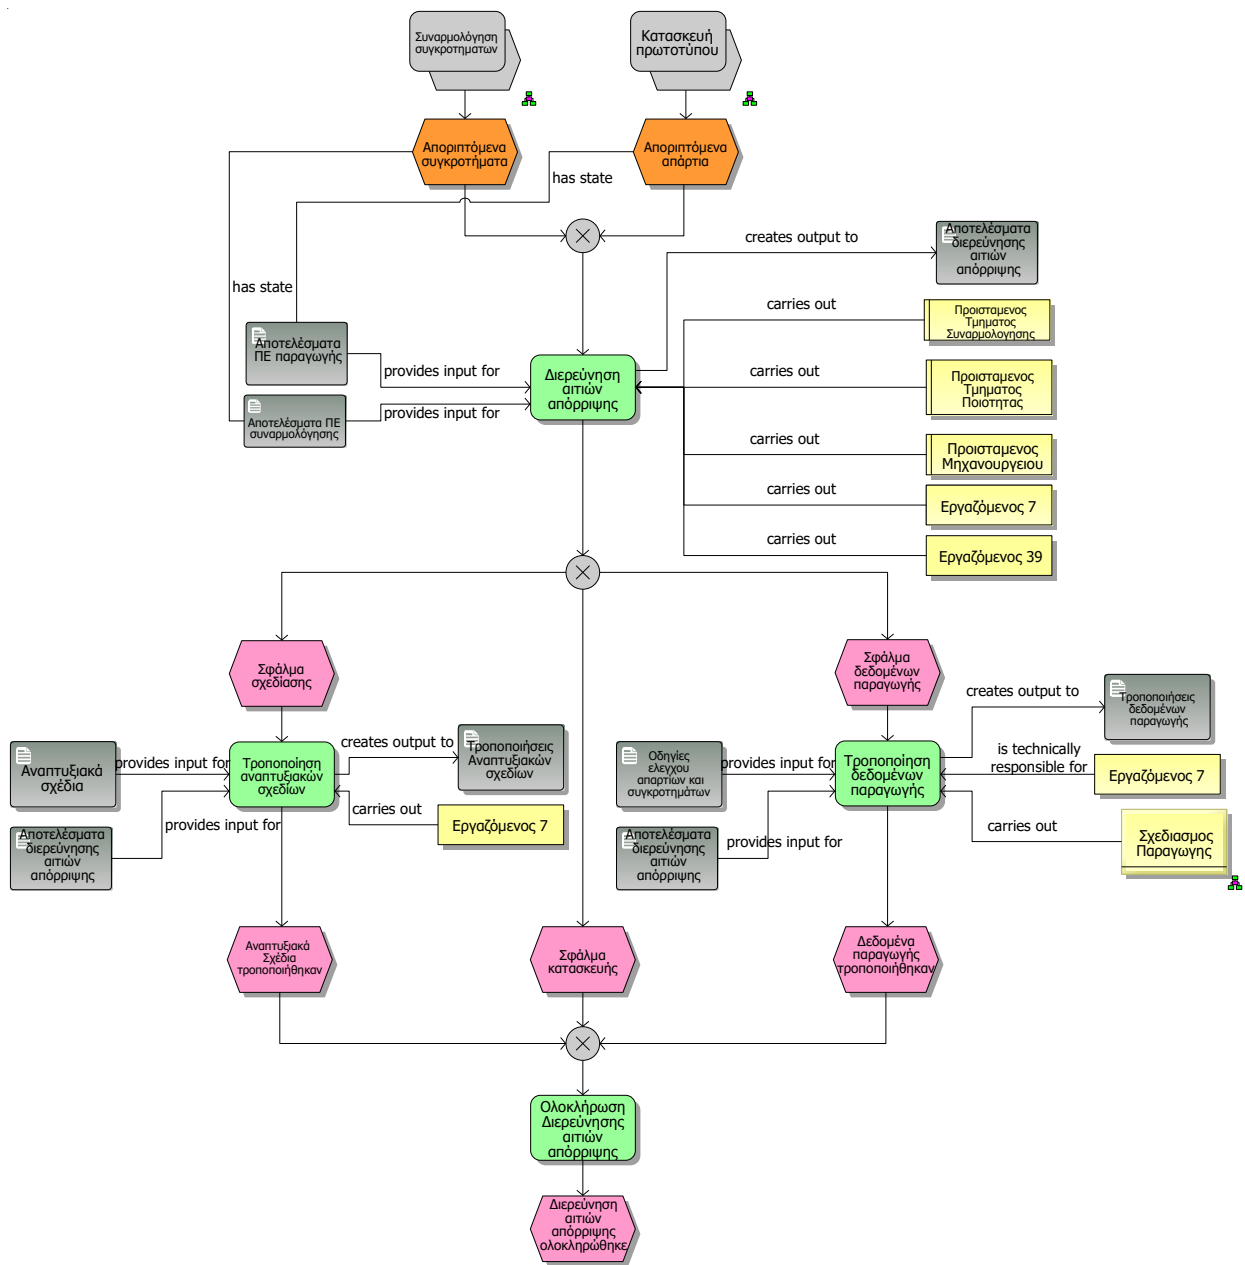 Συναρμολόγηση
συγκροτηματων
Κατασκευή
πρωτοτύπου
Αποριπτόμενα
συγκροτήματα
Αποριπτόμενα
απάρτια
has state
has state
creates output to
Αποτελέσματα
διερεύνησης
αιτιών
απόρριψης
carries out
Προισταμενος
Τμηματος
Συναρμολογησης
Αποτελέσματα
ΠΕ παραγωγής
provides input for
Διερεύνηση
αιτιών
απόρριψης
carries out
Προισταμενος
Τμηματος
Ποιοτητας
Αποτελέσματα ΠΕ
συναρμολόγησης
provides input for
carries out
Προισταμενος
Μηχανουργειου
carries out
Εργαζόμενος 7
carries out
Εργαζόμενος 39
Σφάλμα
σχεδίασης
Σφάλμα
δεδομένων
παραγωγής
Αναπτυξιακά
σχέδια
provides input for
Τροποποίηση
αναπτυξιακών
σχεδίων
creates output to
Τροποποιήσεις
Αναπτυξιακών
σχεδίων
Αποτελέσματα
διερεύνησης
αιτιών
απόρριψης
provides input for
carries out
Εργαζόμενος 7
Οδηγίες
ελεγχου
απαρτίων και
συγκροτημάτων
provides input for
Τροποποίηση
δεδομένων
παραγωγής
creates output to
Τροποποιήσεις
δεδομένων
παραγωγής
is technically
responsible for
Εργαζόμενος 7
Αποτελέσματα
διερεύνησης
αιτιών
απόρριψης
provides input for
carries out
Σχεδιασμος
Παραγωγης
Αναπτυξιακά
Σχέδια
τροποποιήθηκαν
Σφάλμα
κατασκευής
Δεδομένα
παραγωγής
τροποποιήθηκαν
Ολοκλήρωση
Διερεύνησης
αιτιών
απόρριψης
Διερεύνηση
αιτιών
απόρριψης
ολοκληρώθηκε